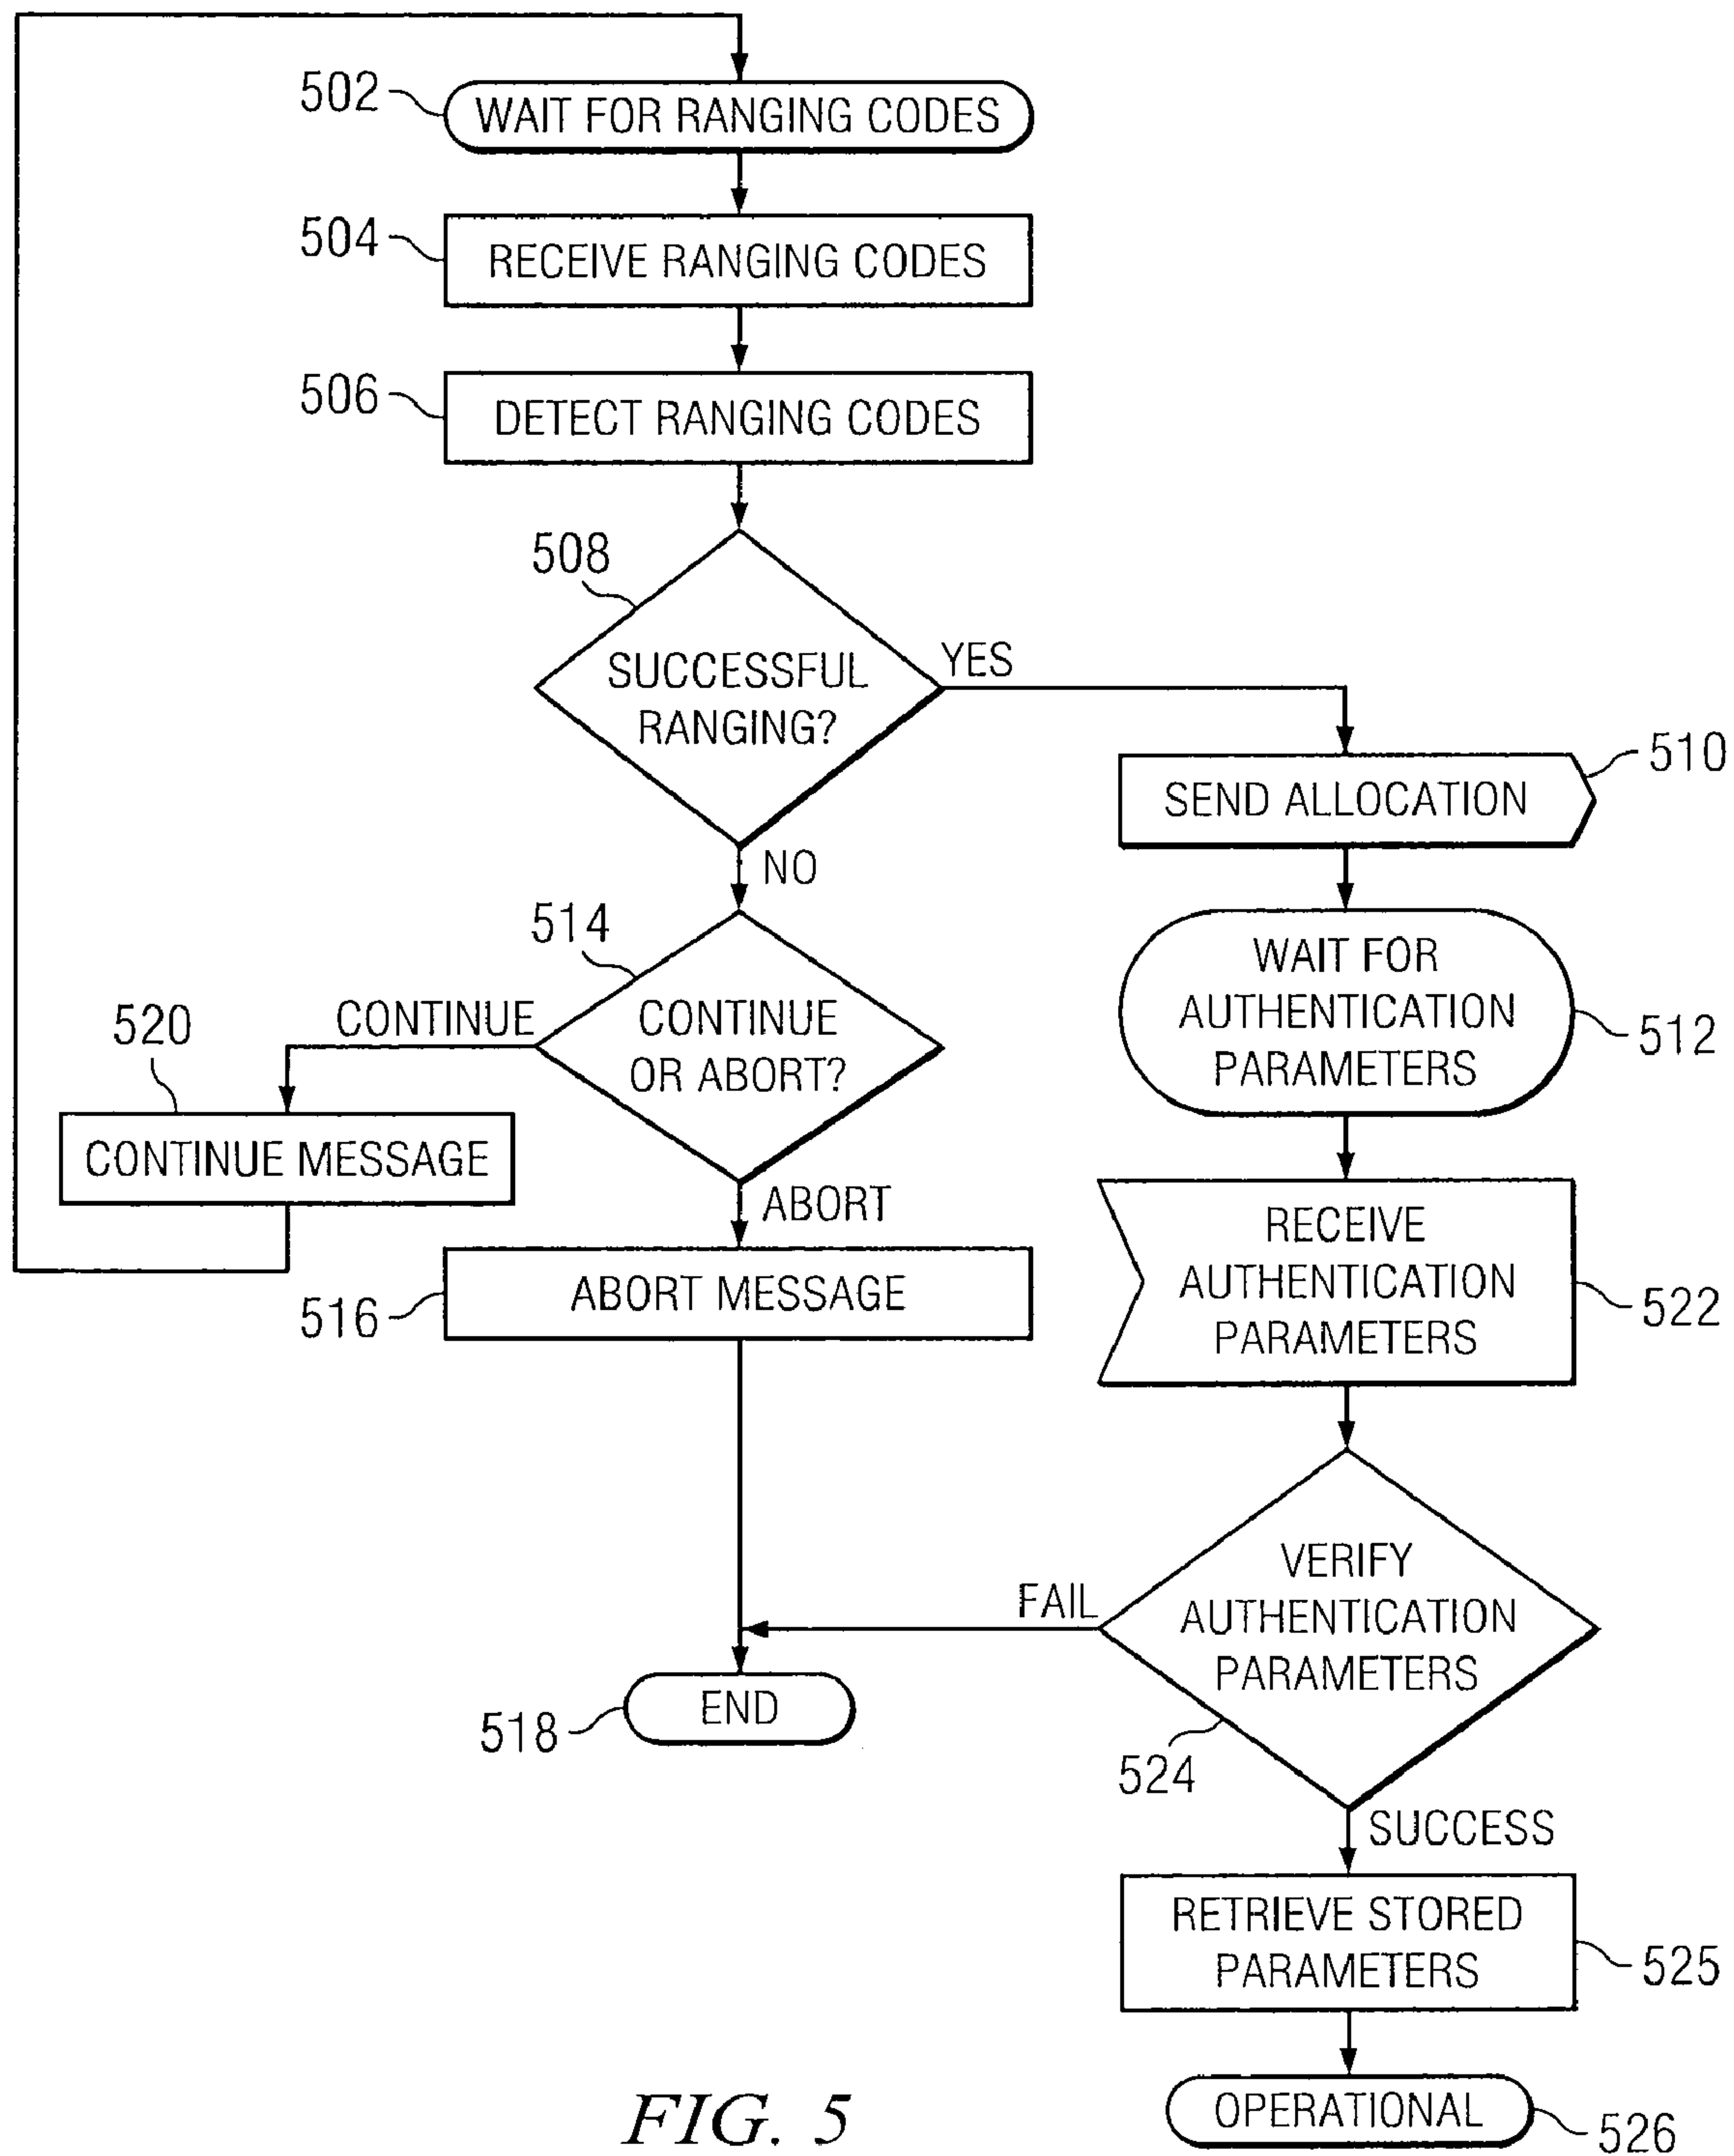 502
WAIT FOR RANGING CODES
504
RECEIVE RANGING CODES
506
DETECT RANGING CODES
508
SUCCESSFUL
RANGING?
YES
NO
510
SEND ALLOCATION
512
WAIT FOR
AUTHENTICATION
PARAMETERS
514
CONTINUE
OR ABORT?
CONTINUE
520
CONTINUE MESSAGE
ABORT
516
ABORT MESSAGE
522
RECEIVE
AUTHENTICATION
PARAMETERS
VERIFY
AUTHENTICATION
PARAMETERS
FAIL
524
518
END
SUCCESS
RETRIEVE STORED
PARAMETERS
525
OPERATIONAL
526
FIG. 5